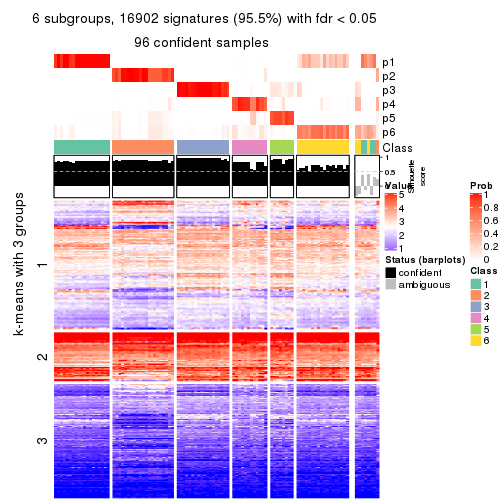 6 subgroups, 16902 signatures (95.5%) with fdr < 0.05
96 confident samples
p1
p2
p3
p4
p5
p6
Class
1
0.5
0
Silhouette
score
k-means with 3 groups
1
2
3
Value
5
4
3
2
1
Status (barplots)
confident
ambiguous
Prob
1
0.8
0.6
0.4
0.2
0
Class
1
2
3
4
5
6